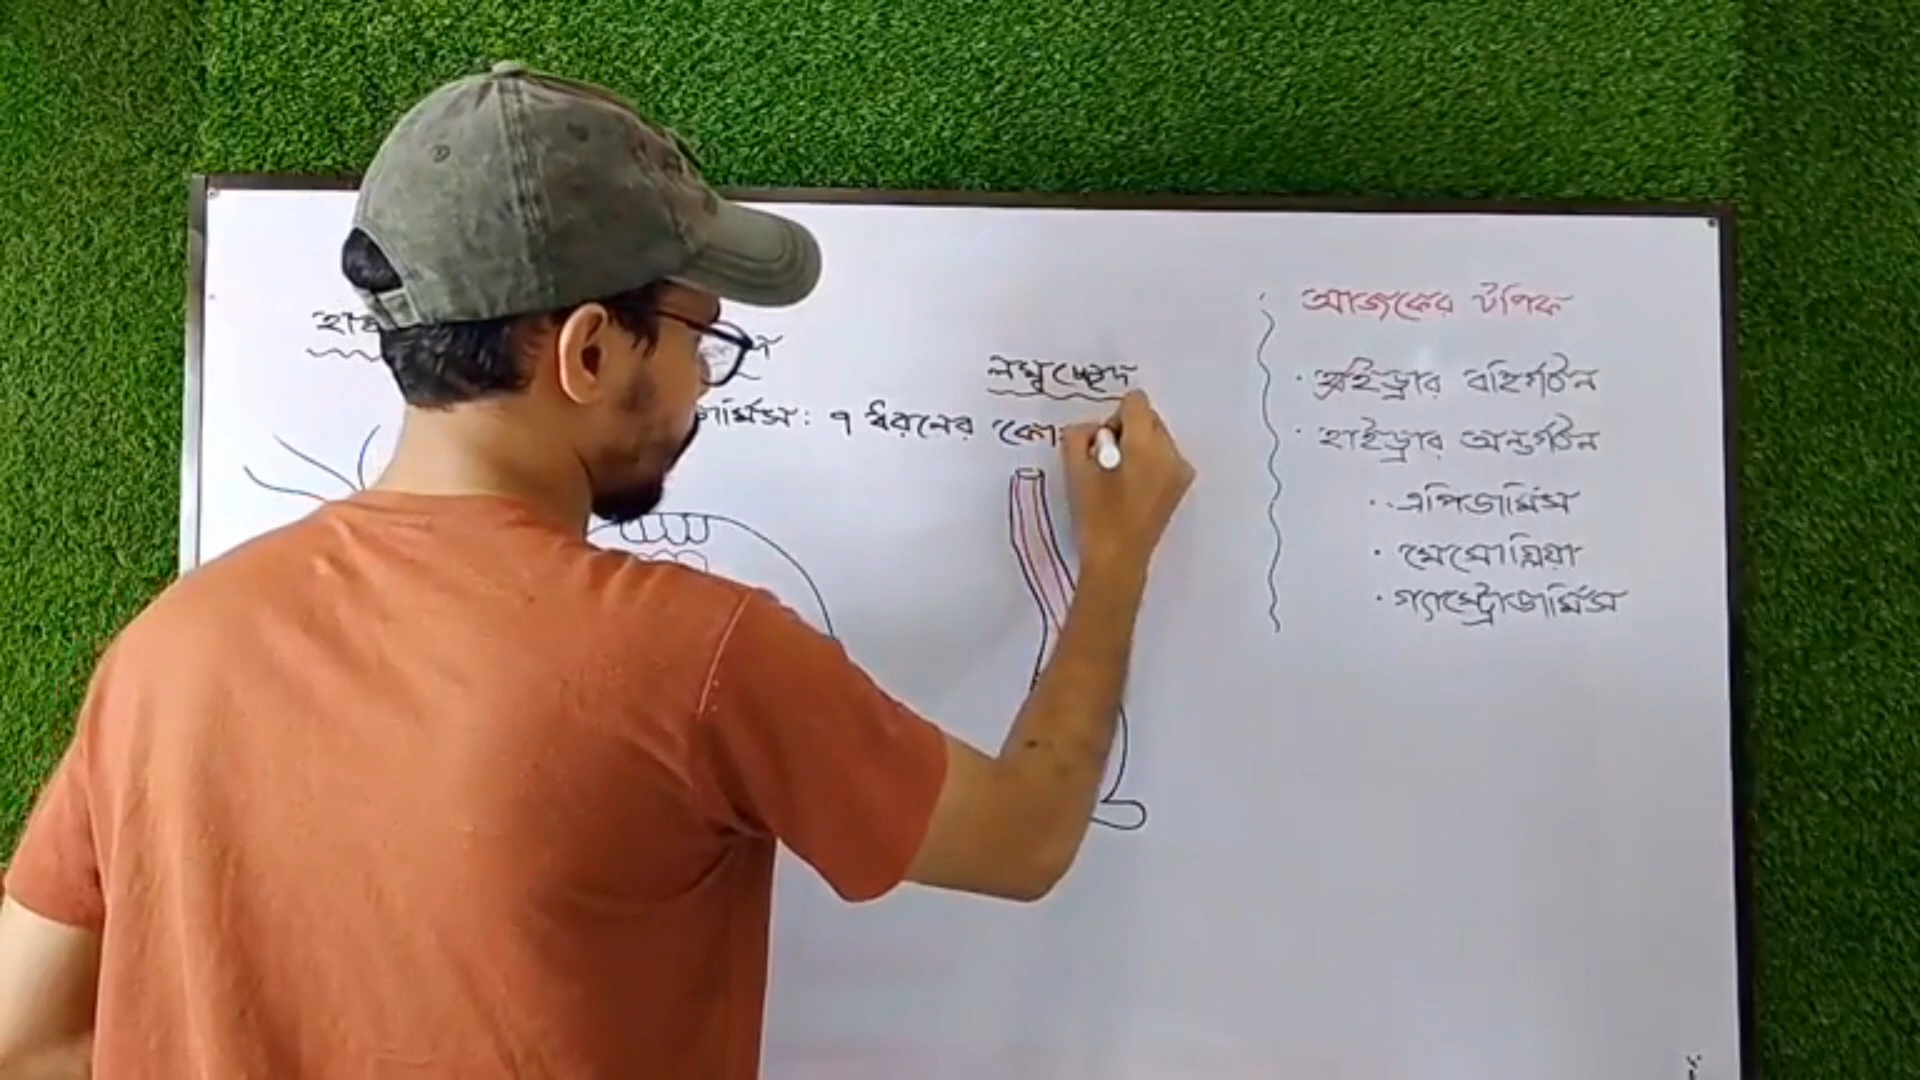 লম্বচ্ছেদ
র্মিস: ৭ ধরনের কো
আজকের টপিক
· হাইড্রার বহির্গঠন
· হাইড্রার অন্তর্গঠন
· এপিডার্মিস
· মেসোগ্লিয়া
· গ্যাস্ট্রোডার্মিস